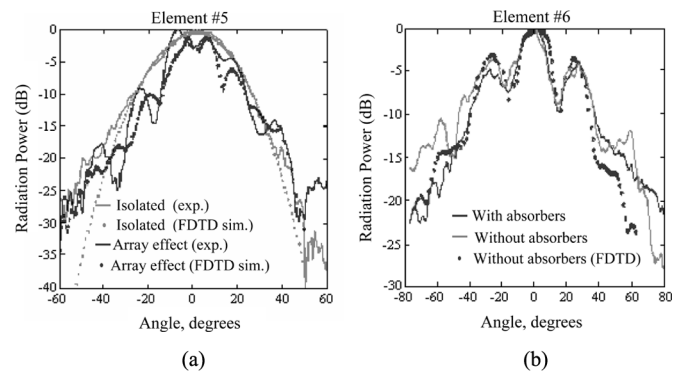 Element #5
Radiation Power (dB)
0
-5
-10
-15
-20
-25
-30
-35
-40
Isolated (exp.)
Isolated (FDTD sim.)
Array effect (exp.)
Array effect (FDTD sim.)
-60 -40 -20 0 20 40 60
Angle, degrees
(a)
Element #6
Radiation Power (dB)
0
-5
-10
-15
-20
-25
-30
With absorbers
Without absorbers
Without absorbers (FDTD)
-80 -60 -40 -20 0 20 40 60 80
Angle, degrees
(b)